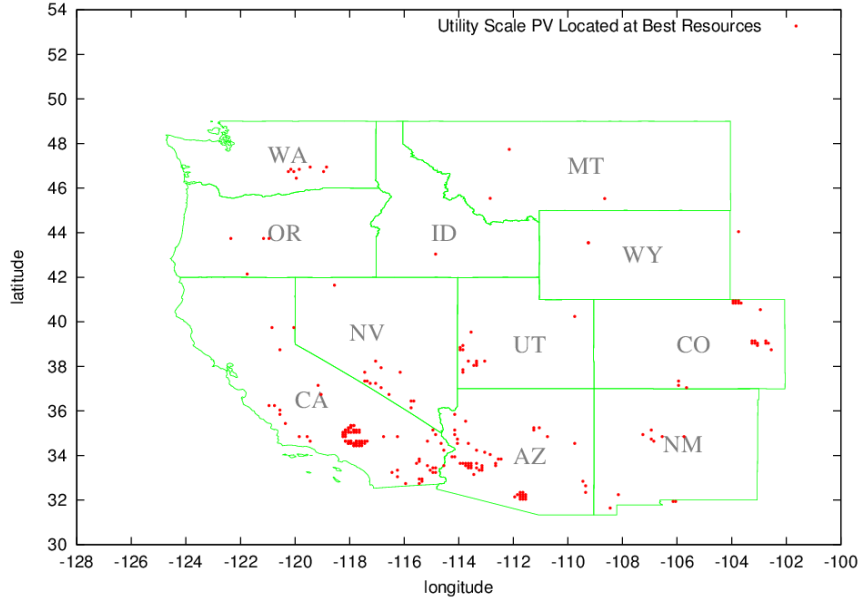 54
Utility Scale PV Located at Best Resources
52
50
48
WA
MT
46
OR
ID
44
WY
42
latitude
40
NV
UT
CO
38
CA
36
AZ
NM
34
32
30
-128 -126 -124 -122 -120 -118 -116 -114 -112 -110 -108 -106 -104 -102 -100
longitude